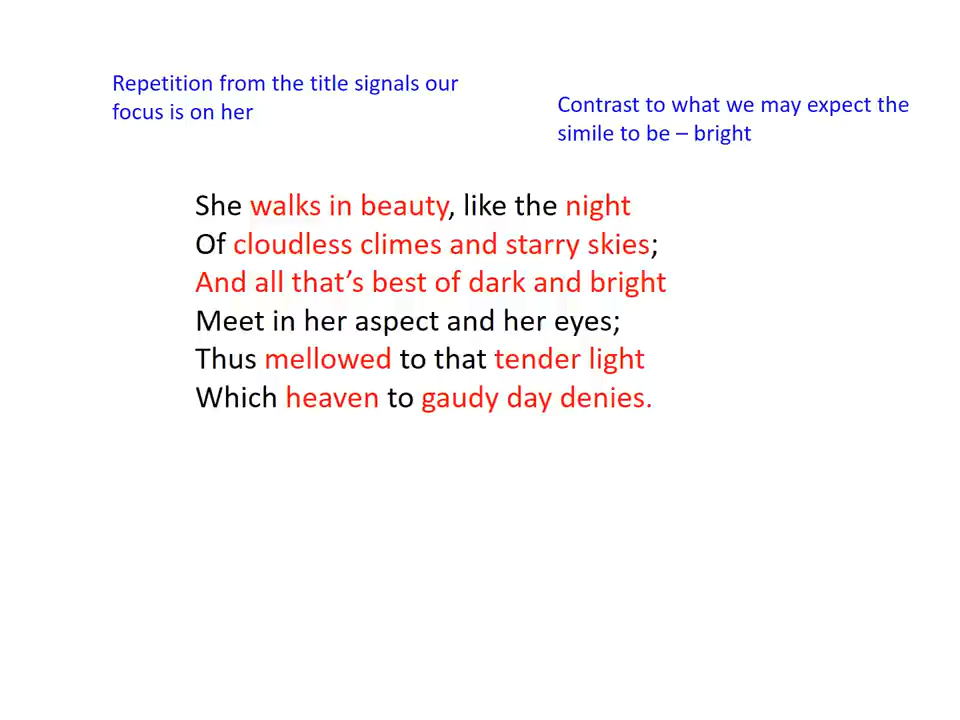 Repetition from the title signals our
focus is on her
Contrast to what we may expect the
simile to be – bright
She walks in beauty, like the night
Of cloudless climes and starry skies;
And all that’s best of dark and bright
Meet in her aspect and her eyes;
Thus mellowed to that tender light
Which heaven to gaudy day denies.